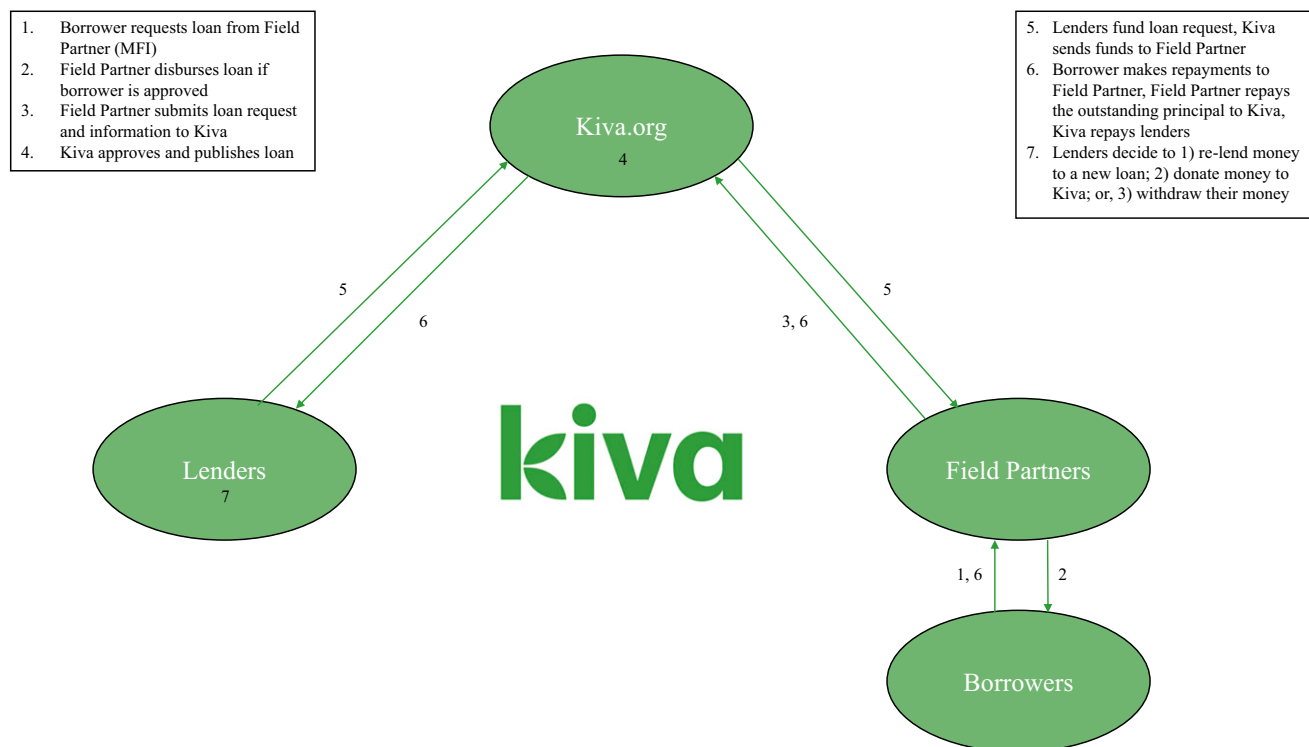 1. Borrower requests loan from Field
Partner (MFI)
2. Field Partner disburses loan if
borrower is approved
3. Field Partner submits loan request
and information to Kiva
4. Kiva approves and publishes loan
5. Lenders fund loan request, Kiva
sends funds to Field Partner
6. Borrower makes repayments to
Field Partner, Field Partner repays
the outstanding principal to Kiva,
Kiva repays lenders
7. Lenders decide to 1) re-lend money
to a new loan; 2) donate money to
Kiva; or, 3) withdraw their money
Kiva.org
4
5
6
3, 6
5
Lenders
7
kiva
Field Partners
1, 6
2
Borrowers